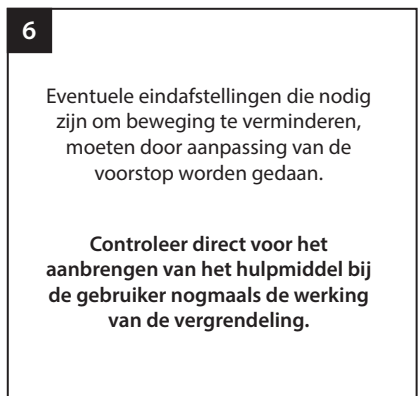 6
Eventuele eindafstellingen die nodig
zijn om beweging te verminderen,
moeten door aanpassing van de
voorstop worden gedaan.
Controleer direct voor het
aanbrengen van het hulpmiddel bij
de gebruiker nogmaals de werking
van de vergrendeling.